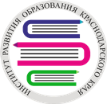 ИНСТИТУТ РАЗВИТИЯ ОБРАЗОВАНИЯ КРАСНОДАРСКОГО КРАЯ